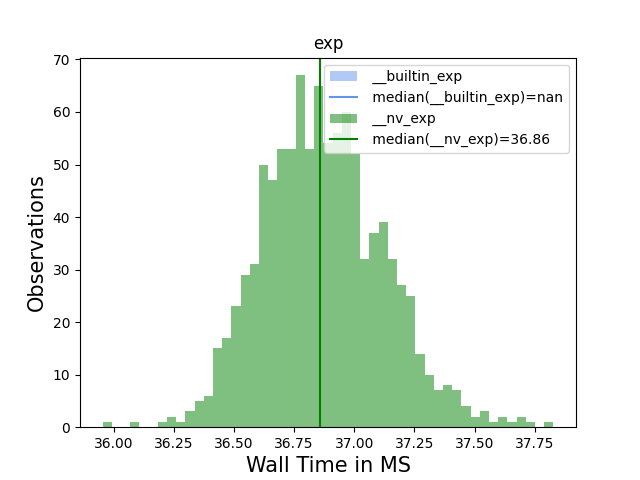 exp
__builtin_exp
median(__builtin_exp)=nan
__nv_exp
median(__nv_exp)=36.86
Observations
70
60
50
40
30
20
10
0
36.00 36.25 36.50 36.75 37.00 37.25 37.50 37.75
Wall Time in MS